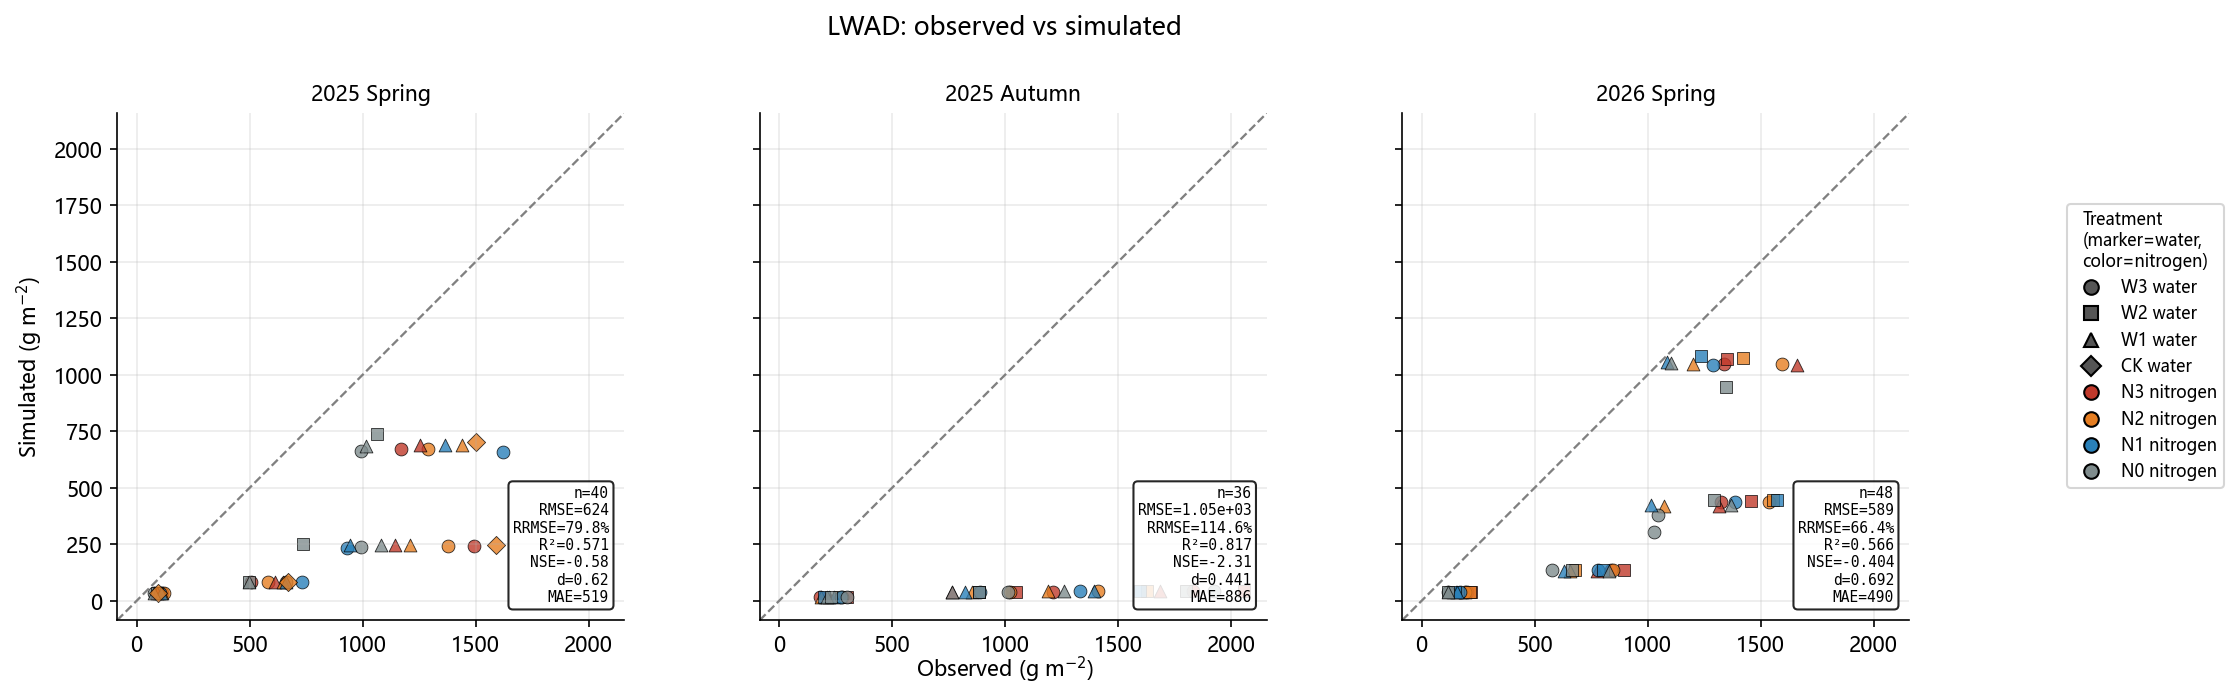 LWAD: observed vs simulated
2025 Spring
2025 Autumn
2026 Spring
Simulated (g m⁻²)
2000
1750
1500
1250
1000
750
500
250
0
0 500 1000 1500 2000
n=40
RMSE=624
RRMSE=79.8%
R²=0.571
NSE=-0.58
d=0.62
MAE=519
0 500 1000 1500 2000
n=36
RMSE=1.05e+03
RRMSE=114.6%
R²=0.817
NSE=-2.31
d=0.441
MAE=886
0 500 1000 1500 2000
n=48
RMSE=589
RRMSE=66.4%
R²=0.566
NSE=-0.404
d=0.692
MAE=490
Observed (g m⁻²)
Treatment
(marker=water,
color=nitrogen)
W3 water
W2 water
W1 water
CK water
N3 nitrogen
N2 nitrogen
N1 nitrogen
N0 nitrogen